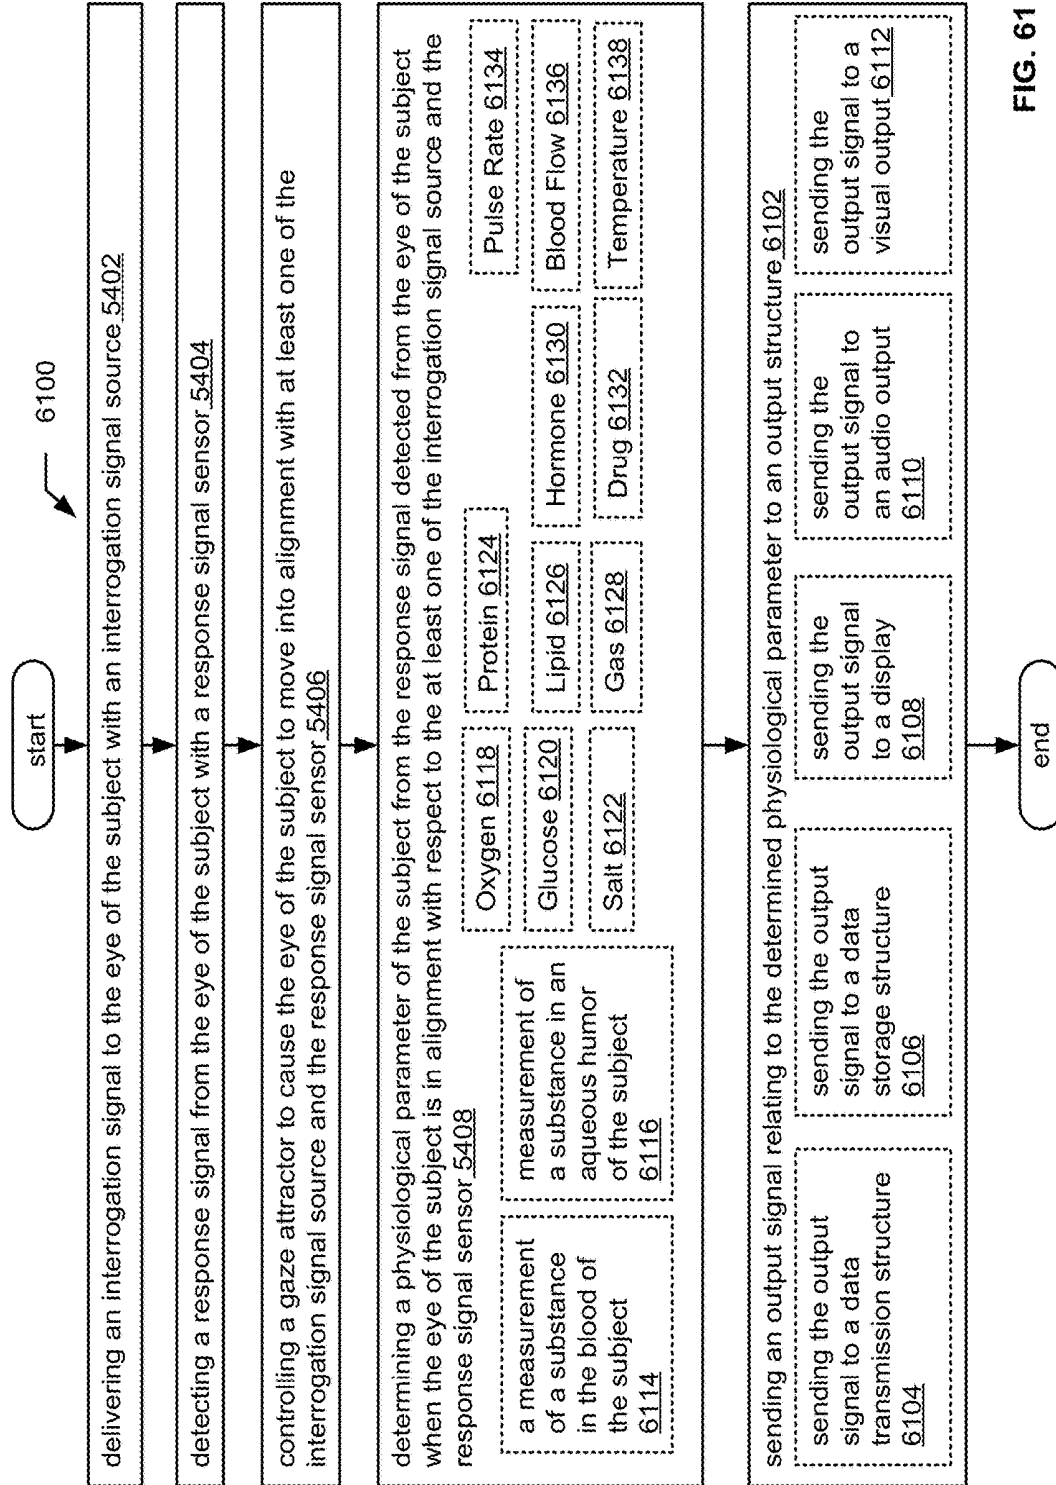 start
6100
delivering an interrogation signal to the eye of the subject with an interrogation signal source 5402
detecting a response signal from the eye of the subject with a response signal sensor 5404
controlling a gaze attractor to cause the eye of the subject to move into alignment with at least one of the
interrogation signal source and the response signal sensor 5406
determining a physiological parameter of the subject from the response signal detected from the eye of the subject
when the eye of the subject is in alignment with respect to the at least one of the interrogation signal source and the
response signal sensor 5408
a measurement
of a substance
in the blood of
the subject
6114
measurement of
a substance in an
aqueous humor
of the subject
6116
Oxygen 6118
Glucose 6120
Salt 6122
Protein 6124
Lipid 6126
Gas 6128
Hormone 6130
Drug 6132
Pulse Rate 6134
Blood Flow 6136
Temperature 6138
sending an output signal relating to the determined physiological parameter to an output structure 6102
sending the output
signal to a data
transmission structure
6104
sending the output
signal to a data
storage structure
6106
sending the
output signal
to a display
6108
sending the
output signal to
an audio output
6110
sending the
output signal to a
visual output 6112
end
FIG. 61